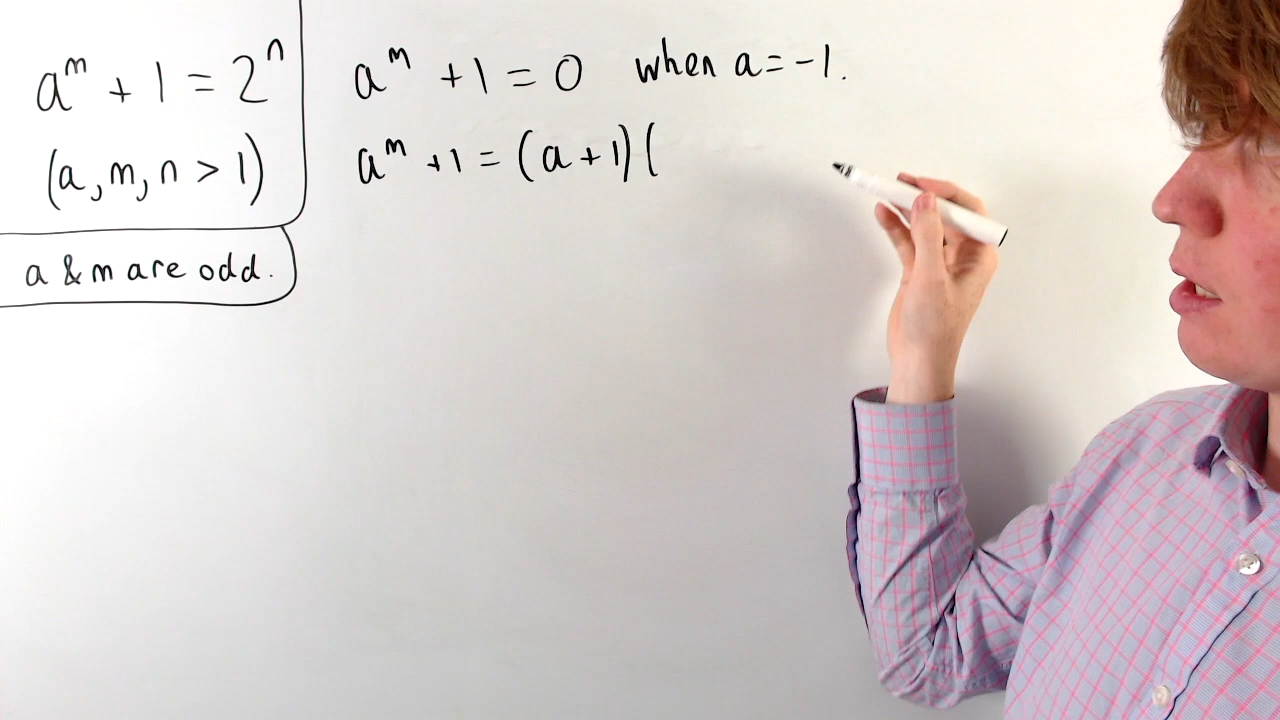 aᵐ + 1 = 2ⁿ
(a, m, n > 1)
a & m are odd.
aᵐ + 1 = 0 when a = -1.
aᵐ + 1 = (a + 1) (